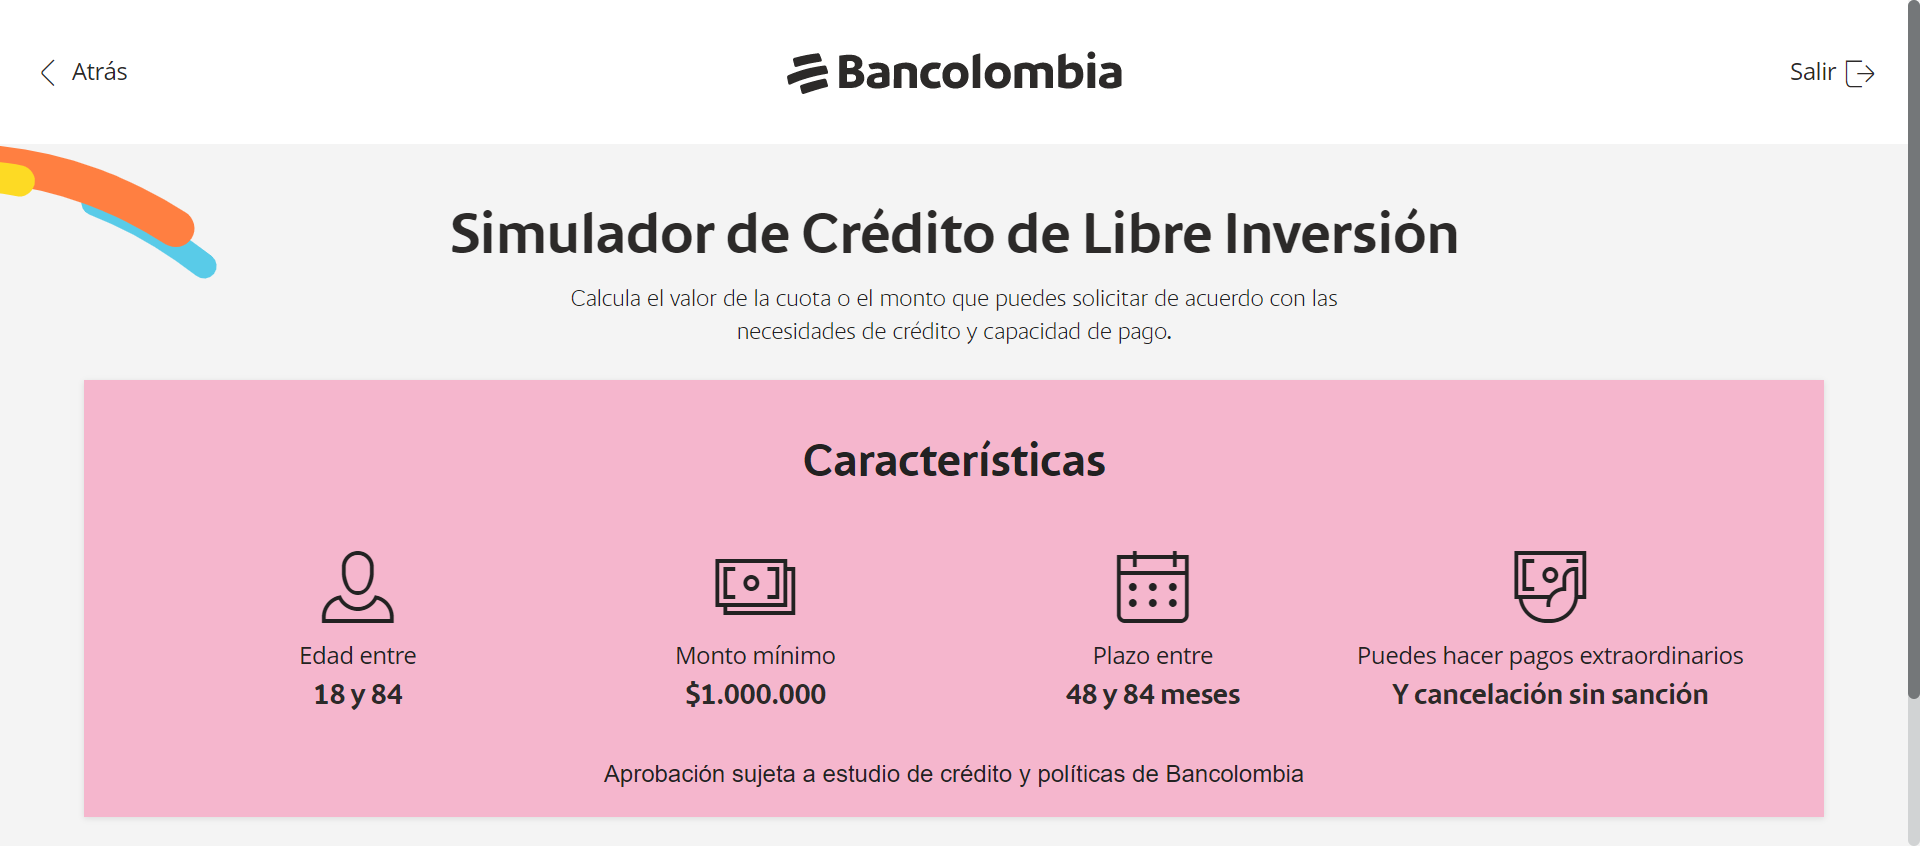 Atrás
Bancolombia
Salir
Simulador de Crédito de Libre Inversión
Calcula el valor de la cuota o el monto que puedes solicitar de acuerdo con las
necesidades de crédito y capacidad de pago.
Características
Edad entre
18 y 84
Monto mínimo
$1.000.000
Plazo entre
48 y 84 meses
Puedes hacer pagos extraordinarios
Y cancelación sin sanción
Aprobación sujeta a estudio de crédito y políticas de Bancolombia